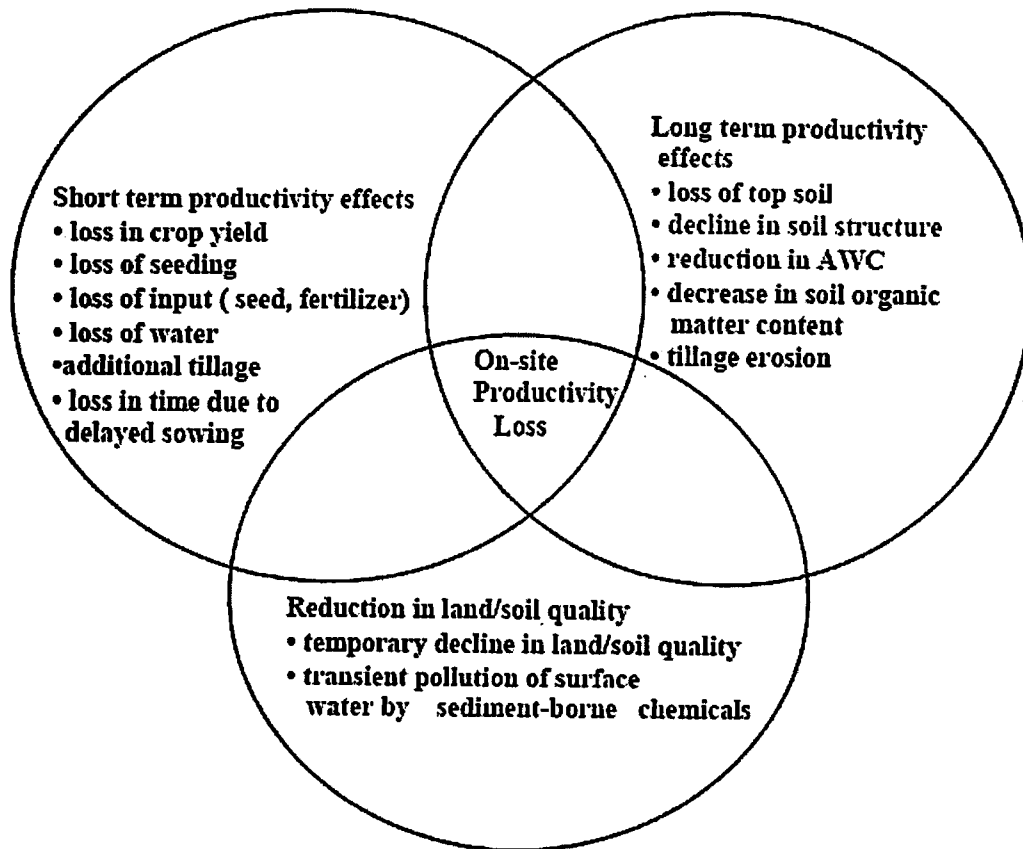 Short term productivity effects
• loss in crop yield
• loss of seeding
• loss of input ( seed, fertilizer)
• loss of water
•additional tillage
• loss in time due to
delayed sowing
Long term productivity
effects
• loss of top soil
• decline in soil structure
• reduction in AWC
• decrease in soil organic
matter content
• tillage erosion
On-site
Productivity
Loss
Reduction in land/soil quality
• temporary decline in land/soil quality
• transient pollution of surface
water by sediment-borne chemicals